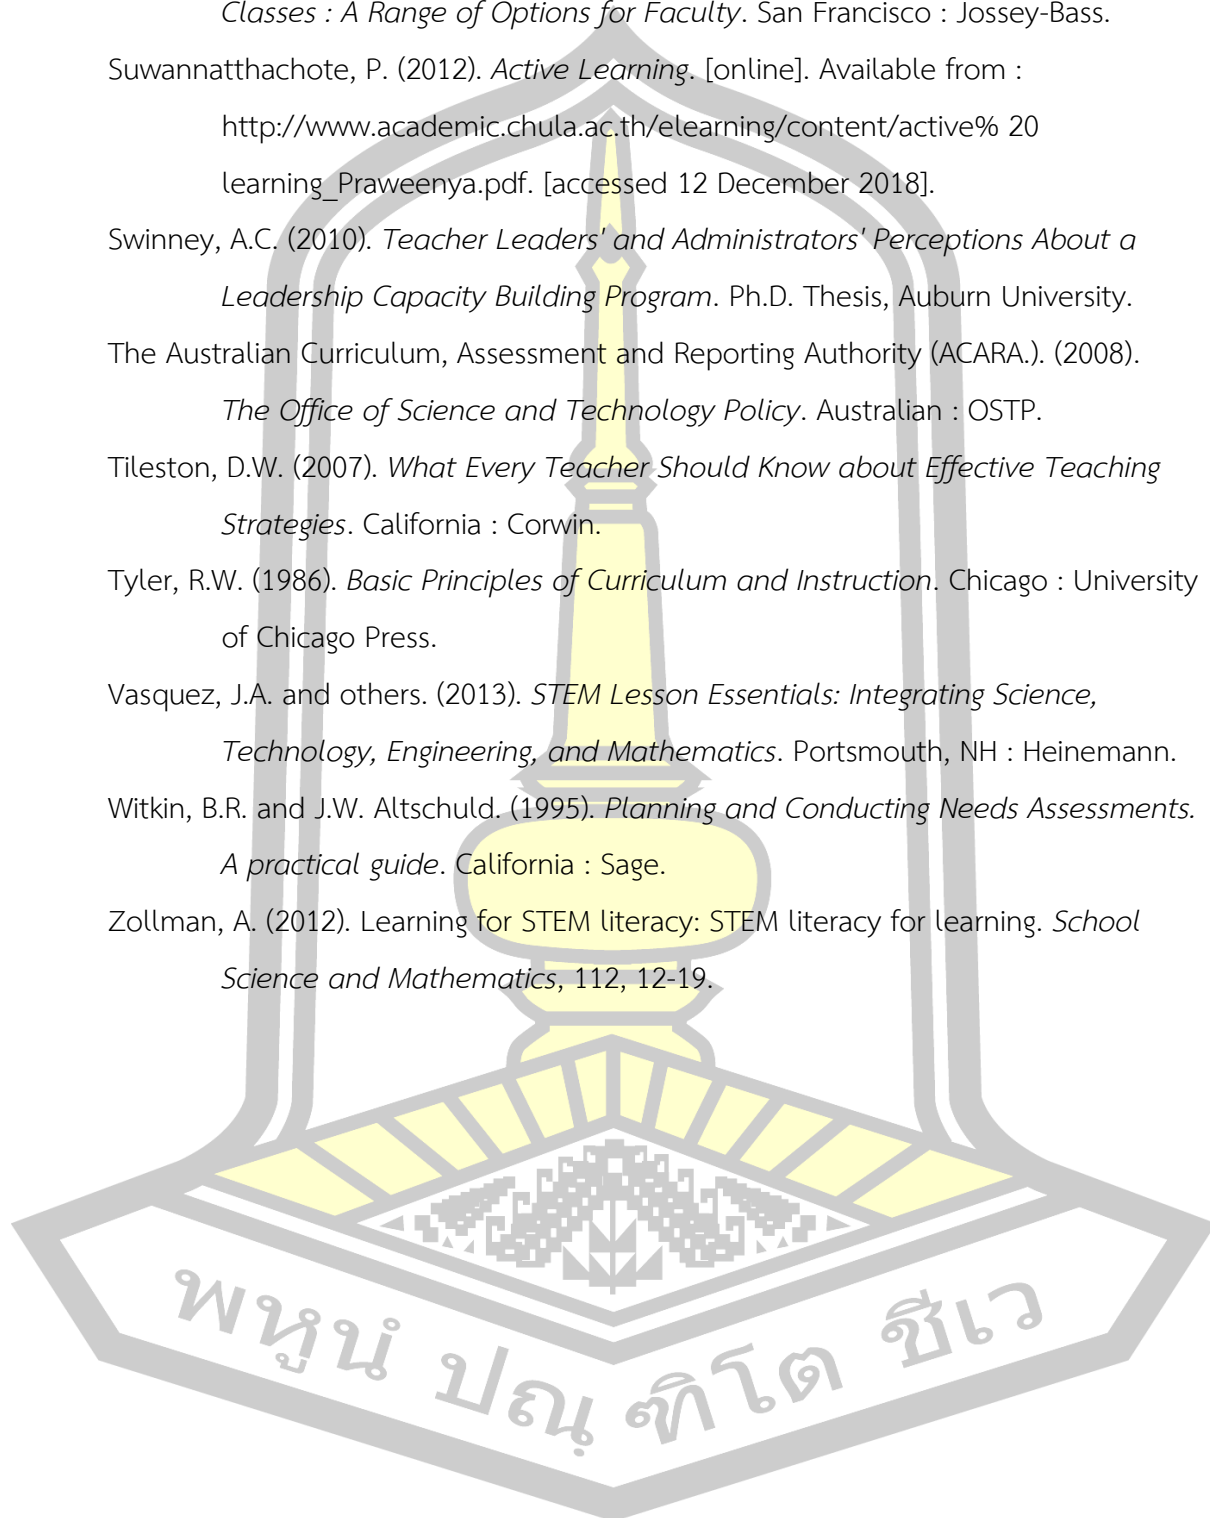 Classes : A Range of Options for Faculty. San Francisco : Jossey-Bass.
Suwannatthachote, P. (2012). Active Learning. [online]. Available from :
http://www.academic.chula.ac.th/elearning/content/active% 20
learning_Praweenya.pdf. [accessed 12 December 2018].
Swinney, A.C. (2010). Teacher Leaders' and Administrators' Perceptions About a
Leadership Capacity Building Program. Ph.D. Thesis, Auburn University.
The Australian Curriculum, Assessment and Reporting Authority (ACARA.). (2008).
The Office of Science and Technology Policy. Australian : OSTP.
Tileston, D.W. (2007). What Every Teacher Should Know about Effective Teaching
Strategies. California : Corwin.
Tyler, R.W. (1986). Basic Principles of Curriculum and Instruction. Chicago : University
of Chicago Press.
Vasquez, J.A. and others. (2013). STEM Lesson Essentials: Integrating Science,
Technology, Engineering, and Mathematics. Portsmouth, NH : Heinemann.
Witkin, B.R. and J.W. Altschuld. (1995). Planning and Conducting Needs Assessments.
A practical guide. California : Sage.
Zollman, A. (2012). Learning for STEM literacy: STEM literacy for learning. School
Science and Mathematics, 112, 12-19.
พหูนํ ปณฺฑิโต ชีเว